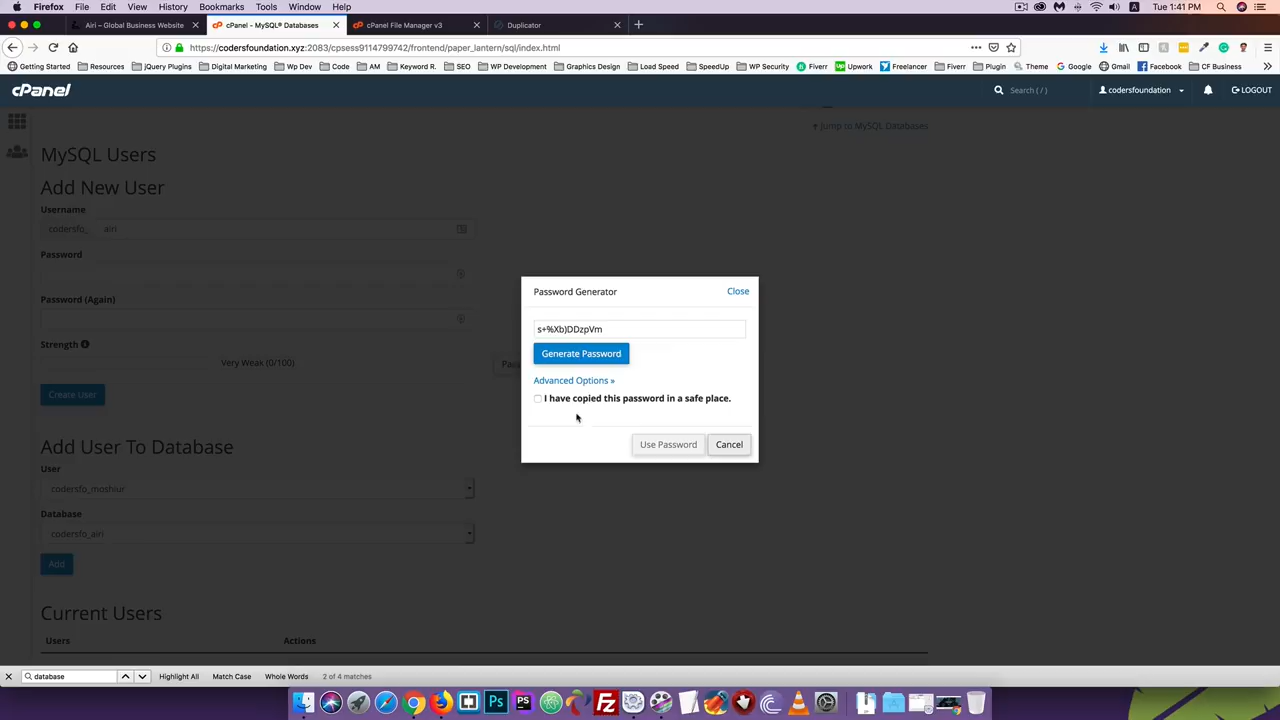 Firefox File Edit View History Bookmarks Tools Window Help
Tue 1:41 PM
Airi – Global Business Website
cPanel - MySQL® Databases
cPanel File Manager v3
Duplicator
https://codersfoundation.xyz:2083/cpsess9114799742/frontend/paper_lantern/sql/index.html
Getting Started Resources jQuery Plugins Digital Marketing Wp Dev Code AM Keyword R. SEO WP Development Graphics Design Load Speed SpeedUp WP Security Fiverr Upwork Freelancer Fiverr Plugin Theme Google Gmail Facebook CF Business
cPanel
Search ( / )
codersfoundation
LOGOUT
Jump to MySQL Databases
MySQL Users
Add New User
Username
codersfo_ airi
Password
Password (Again)
Strength
Very Weak (0/100)
Create User
Password Generator
Close
s+%Xb)DDzpVm
Generate Password
Advanced Options »
I have copied this password in a safe place.
Use Password
Cancel
Add User To Database
User
codersfo_moshiur
Database
codersfo_airi
Add
Current Users
Users Actions
database
Highlight All Match Case Whole Words 2 of 4 matches